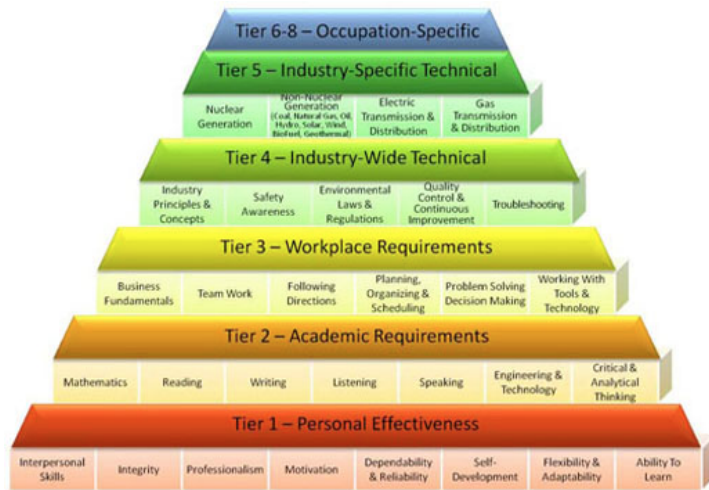 Tier 6-8 – Occupation-Specific
Tier 5 – Industry-Specific Technical
Nuclear
Generation
Non-Nuclear
Generation
(Coal, Natural Gas, Oil,
Hydro, Solar, Wind,
BioFuel, Geothermal)
Electric
Transmission &
Distribution
Gas
Transmission
& Distribution
Tier 4 – Industry-Wide Technical
Industry
Principles &
Concepts
Safety
Awareness
Environmental
Laws &
Regulations
Quality
Control &
Continuous
Improvement
Troubleshooting
Tier 3 – Workplace Requirements
Business
Fundamentals
Team Work
Following
Directions
Planning,
Organizing &
Scheduling
Problem Solving
Decision Making
Working With
Tools &
Technology
Tier 2 – Academic Requirements
Mathematics
Reading
Writing
Listening
Speaking
Engineering &
Technology
Critical &
Analytical
Thinking
Tier 1 – Personal Effectiveness
Interpersonal
Skills
Integrity
Professionalism
Motivation
Dependability
& Reliability
Self-
Development
Flexibility &
Adaptability
Ability To
Learn